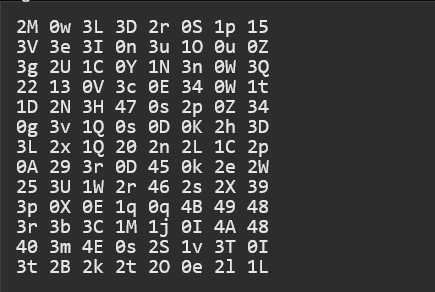 2M 0w 3L 3D 2r 0S 1p 15
3V 3e 3I 0n 3u 1O 0u 0Z
3g 2U 1C 0Y 1N 3n 0W 3Q
22 13 0V 3c 0E 34 0W 1t
1D 2N 3H 47 0s 2p 0Z 34
0g 3v 1Q 0s 0D 0K 2h 3D
3L 2x 1Q 20 2n 2L 1C 2p
0A 29 3r 0D 45 0k 2e 2W
25 3U 1W 2r 46 2s 2X 39
3p 0X 0E 1q 0q 4B 49 48
3r 3b 3C 1M 1j 0I 4A 48
40 3m 4E 0s 2S 1v 3T 0I
3t 2B 2k 2t 2O 0e 2l 1L